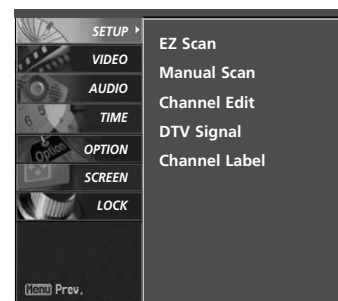 SETUP
VIDEO
AUDIO
TIME
OPTION
SCREEN
LOCK
EZ Scan
Manual Scan
Channel Edit
DTV Signal
Channel Label
Option
Menu Prev.